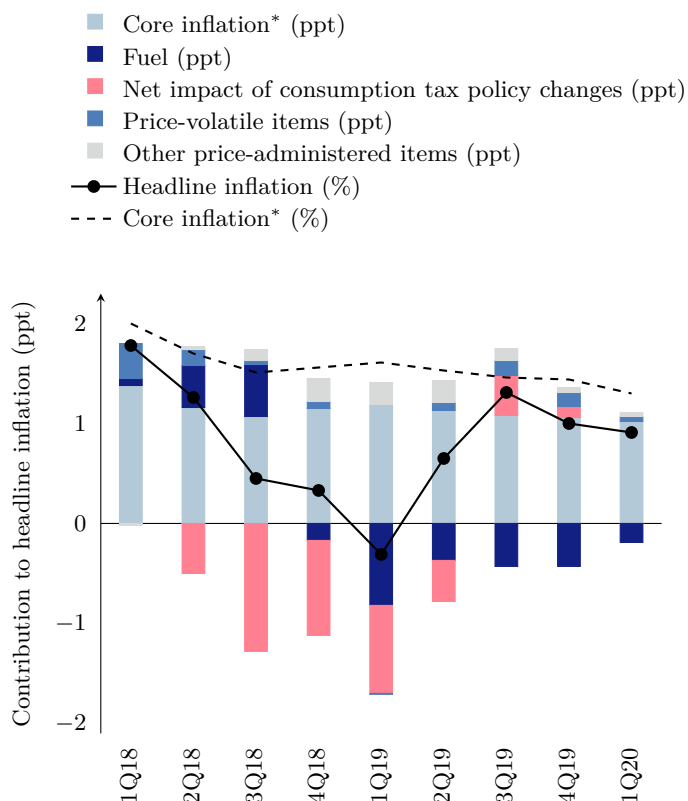 Core inflation* (ppt)
Fuel (ppt)
Net impact of consumption tax policy changes (ppt)
Price-volatile items (ppt)
Other price-administered items (ppt)
Headline inflation (%)
Core inflation* (%)
Contribution to headline inflation (ppt)
2
1
0
−1
−2
1Q18
2Q18
3Q18
4Q18
1Q19
2Q19
3Q19
4Q19
1Q20